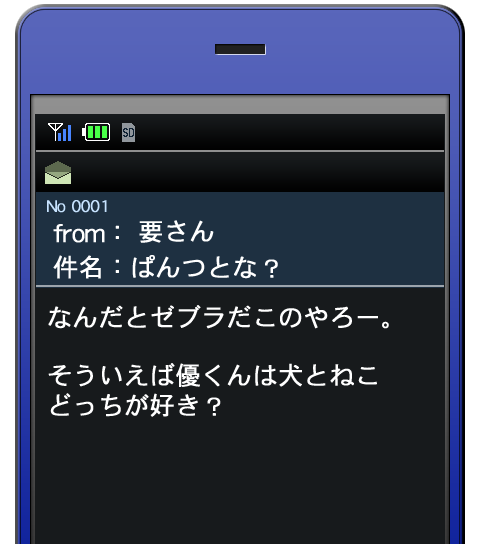 SD
No 0001
from： 要さん
件名：ぱんつとな？
なんだとゼブラだこのやろー。
そういえば優くんは犬とねこ
どっちが好き？